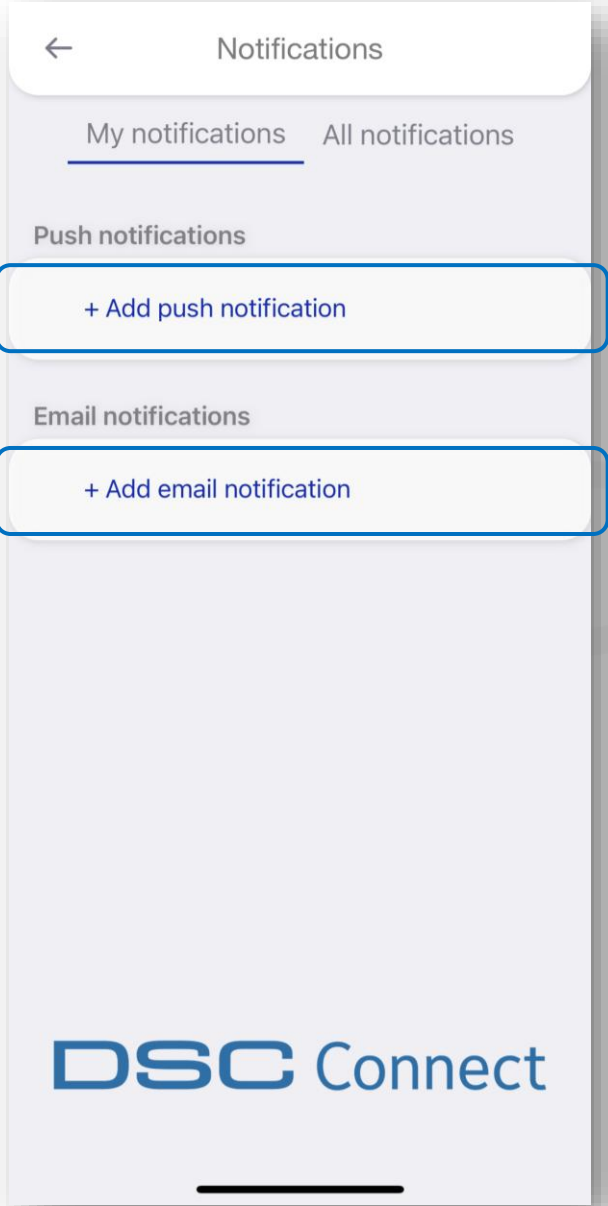 Notifications
My notifications All notifications
Push notifications
+ Add push notification
Email notifications
+ Add email notification
DSC Connect